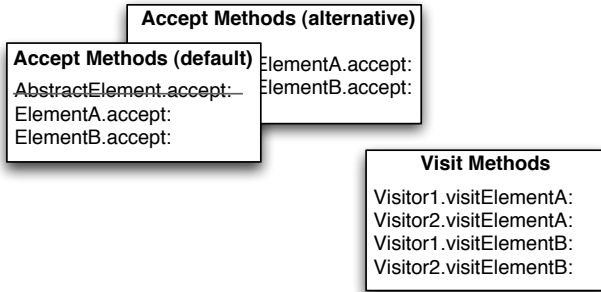 Accept Methods (alternative)
ElementA.accept:
ElementB.accept:
Accept Methods (default)
AbstractElement.accept:
ElementA.accept:
ElementB.accept:
Visit Methods
Visitor1.visitElementA:
Visitor2.visitElementA:
Visitor1.visitElementB:
Visitor2.visitElementB: